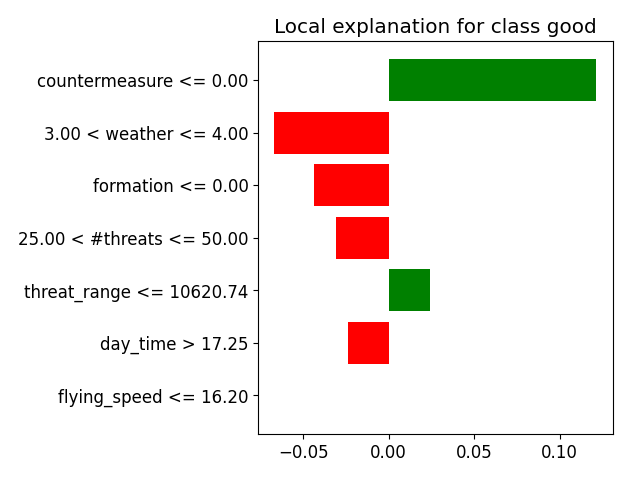 Local explanation for class good
countermeasure <= 0.00
3.00 < weather <= 4.00
formation <= 0.00
25.00 < #threats <= 50.00
threat_range <= 10620.74
day_time > 17.25
flying_speed <= 16.20
−0.05 0.00 0.05 0.10